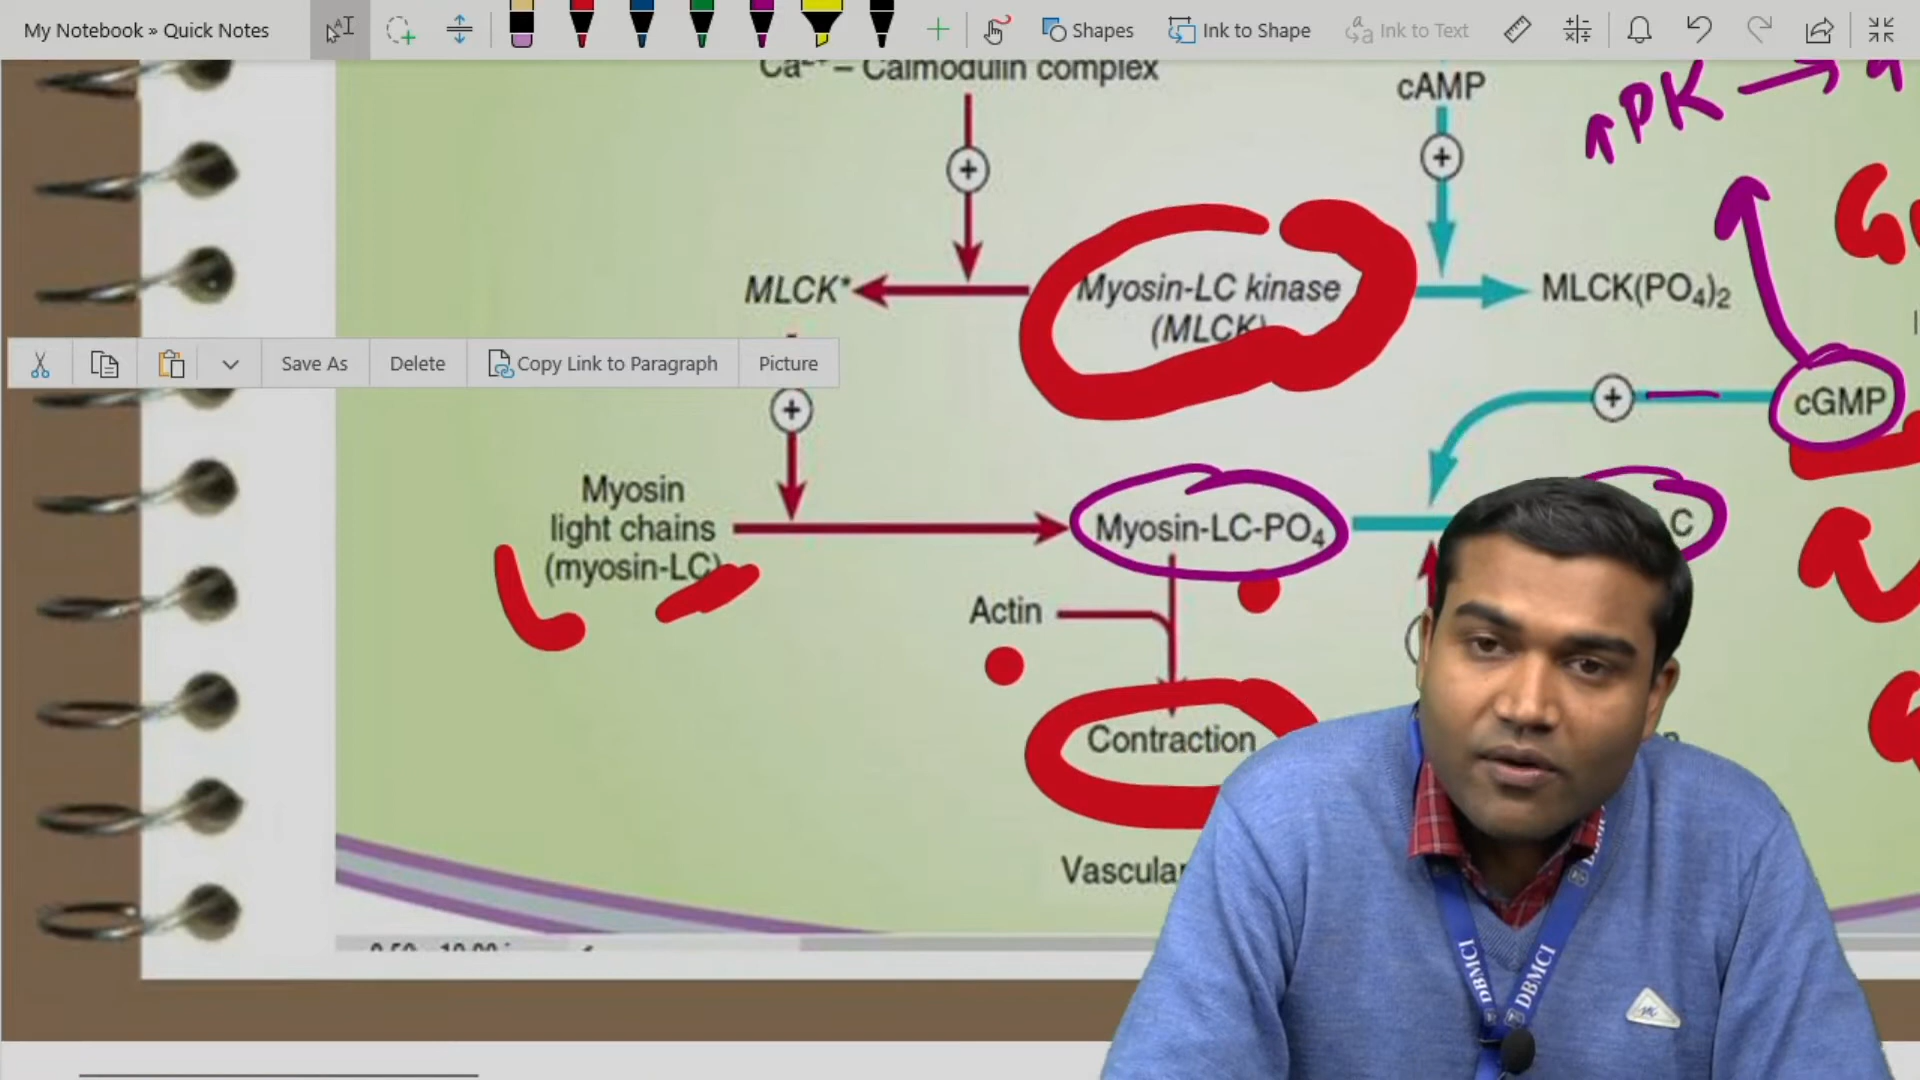 My Notebook » Quick Notes
Shapes
Ink to Shape
Ink to Text
Ca²⁺ – Calmodulin complex
cAMP
↑PK →
+
+
MLCK*
Myosin-LC kinase
(MLCK)
MLCK(PO₄)₂
Save As
Delete
Copy Link to Paragraph
Picture
+
+
cGMP
Myosin
light chains
(myosin-LC)
Myosin-LC-PO₄
C
Actin
Contraction
DBMCI
DBMCI